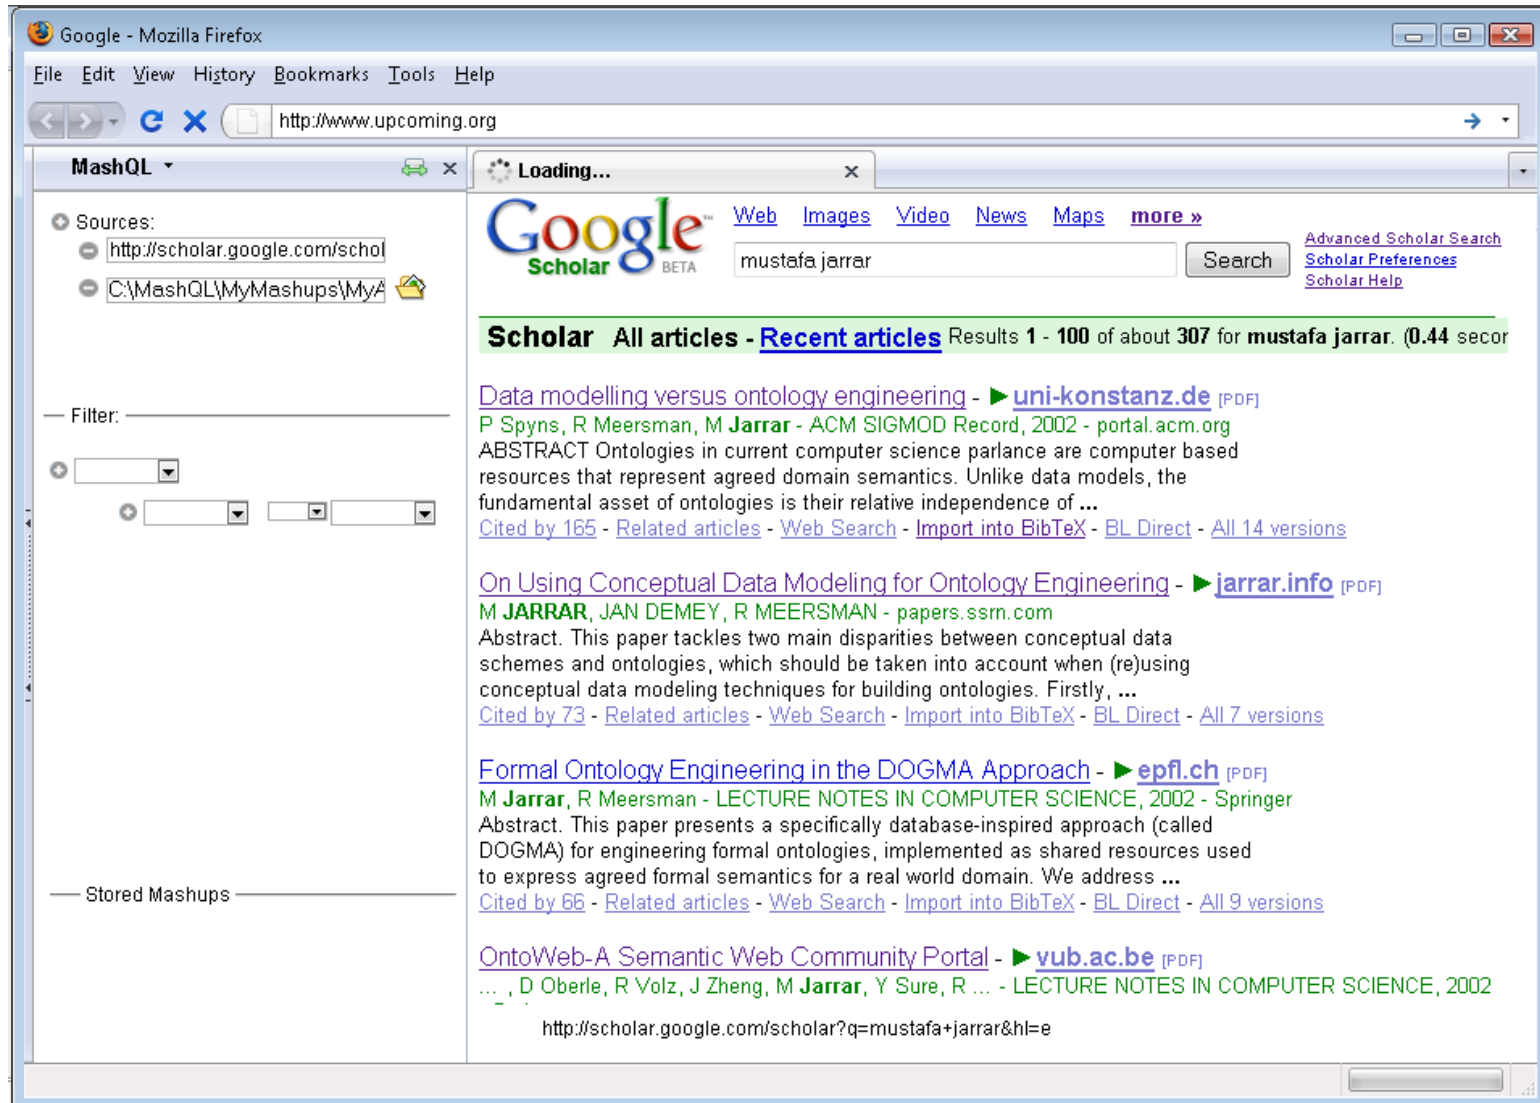 Google - Mozilla Firefox
File Edit View History Bookmarks Tools Help
http://www.upcoming.org
MashQL
Sources:
http://scholar.google.com/schol
C:\MashQL\MyMashups\MyA
Filter:
Stored Mashups
Loading...
Google™
Scholar BETA
Web Images Video News Maps more »
mustafa jarrar
Search
Advanced Scholar Search
Scholar Preferences
Scholar Help
Scholar All articles - Recent articles Results 1 - 100 of about 307 for mustafa jarrar. (0.44 secor
Data modelling versus ontology engineering - ▶ uni-konstanz.de [PDF]
P Spyns, R Meersman, M Jarrar - ACM SIGMOD Record, 2002 - portal.acm.org
ABSTRACT Ontologies in current computer science parlance are computer based
resources that represent agreed domain semantics. Unlike data models, the
fundamental asset of ontologies is their relative independence of ...
Cited by 165 - Related articles - Web Search - Import into BibTeX - BL Direct - All 14 versions
On Using Conceptual Data Modeling for Ontology Engineering - ▶ jarrar.info [PDF]
M JARRAR, JAN DEMEY, R MEERSMAN - papers.ssrn.com
Abstract. This paper tackles two main disparities between conceptual data
schemes and ontologies, which should be taken into account when (re)using
conceptual data modeling techniques for building ontologies. Firstly, ...
Cited by 73 - Related articles - Web Search - Import into BibTeX - BL Direct - All 7 versions
Formal Ontology Engineering in the DOGMA Approach - ▶ epfl.ch [PDF]
M Jarrar, R Meersman - LECTURE NOTES IN COMPUTER SCIENCE, 2002 - Springer
Abstract. This paper presents a specifically database-inspired approach (called
DOGMA) for engineering formal ontologies, implemented as shared resources used
to express agreed formal semantics for a real world domain. We address ...
Cited by 66 - Related articles - Web Search - Import into BibTeX - BL Direct - All 9 versions
OntoWeb-A Semantic Web Community Portal - ▶ vub.ac.be [PDF]
... , D Oberle, R Volz, J Zheng, M Jarrar, Y Sure, R ... - LECTURE NOTES IN COMPUTER SCIENCE, 2002
http://scholar.google.com/scholar?q=mustafa+jarrar&hl=e